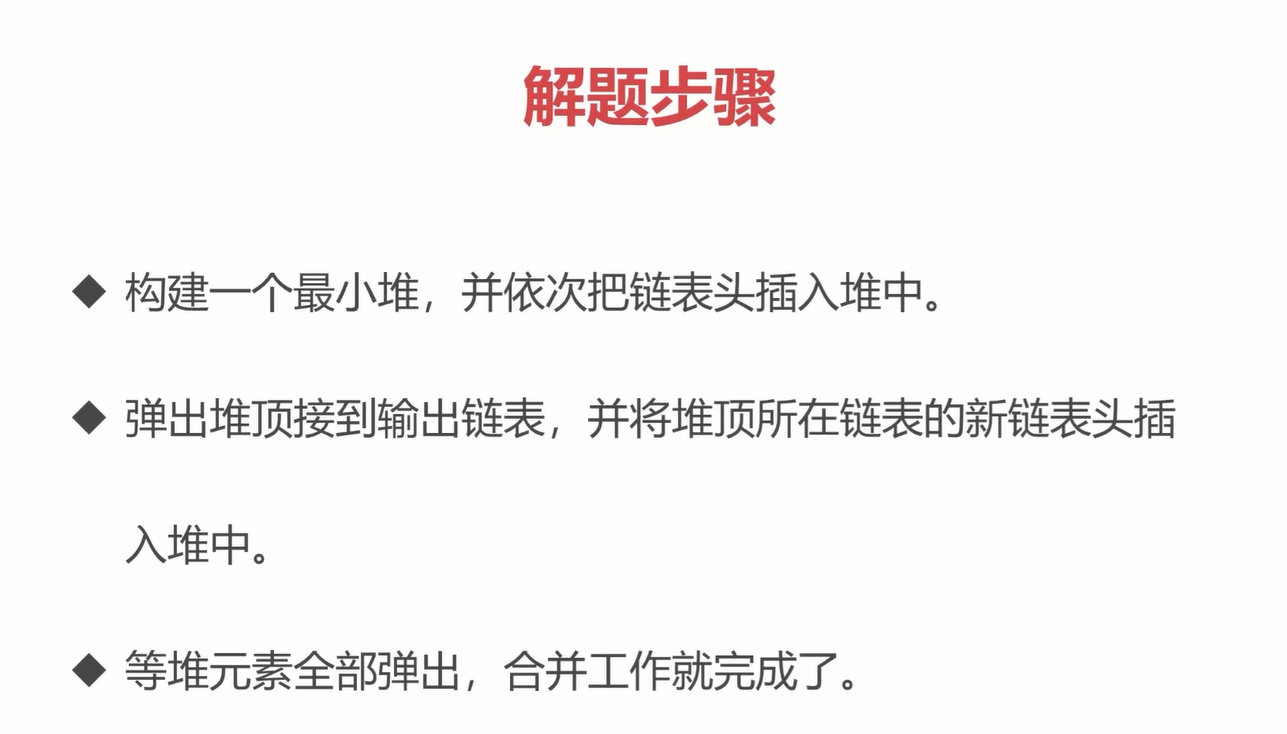 解题步骤
◆ 构建一个最小堆，并依次把链表头插入堆中。
◆ 弹出堆顶接到输出链表，并将堆顶所在链表的新链表头插
入堆中。
◆ 等堆元素全部弹出，合并工作就完成了。